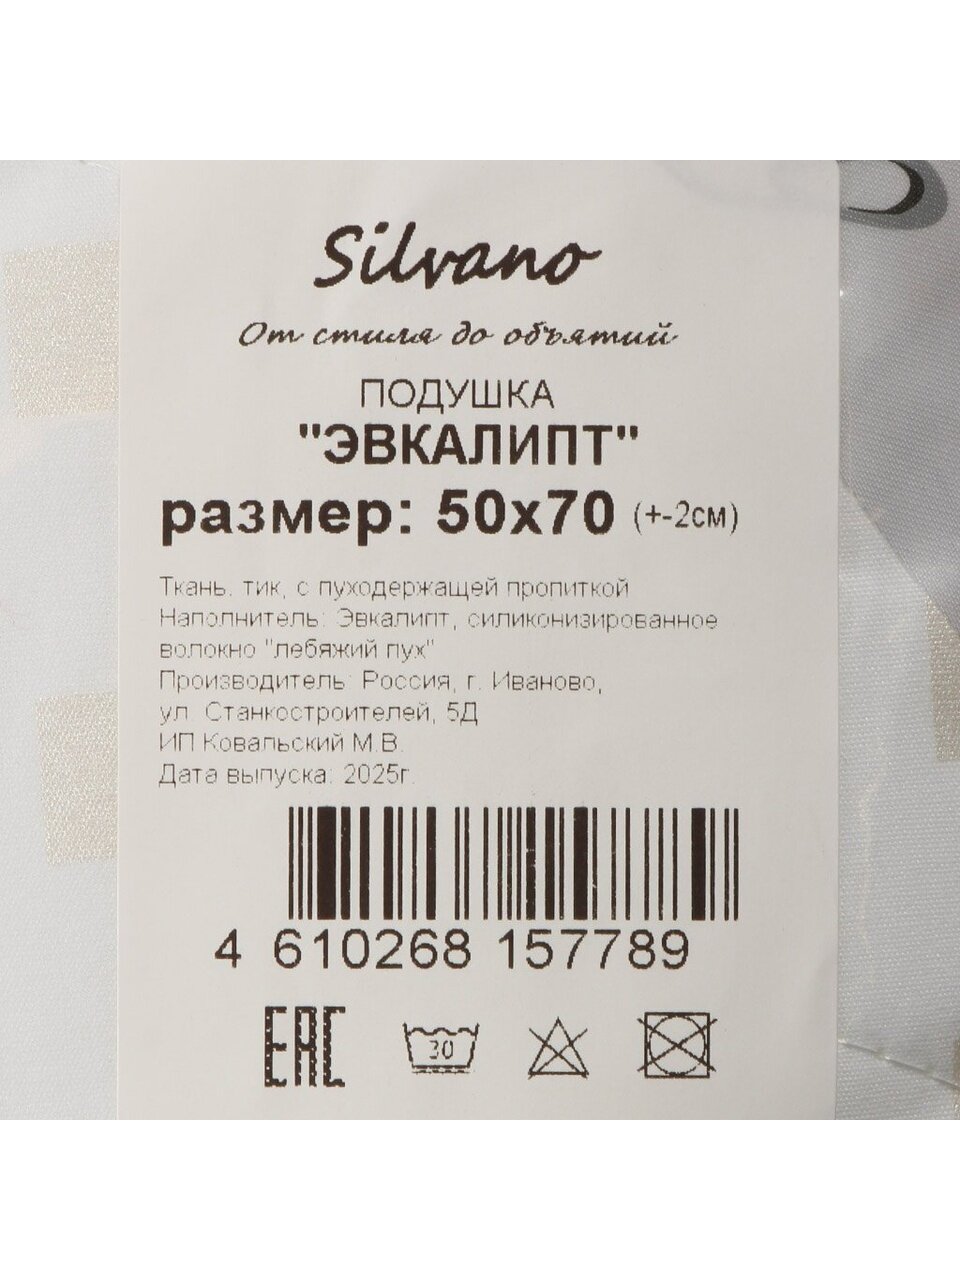 Silvano
От стиля до объятий
ПОДУШКА
"ЭВКАЛИПТ"
размер: 50х70 (+-2см)
Ткань: тик, с пуходержащей пропиткой
Наполнитель: Эвкалипт, силиконизированное
волокно "лебяжий пух"
Производитель: Россия, г. Иваново,
ул. Станкостроителей, 5Д
ИП Ковальский М.В.
Дата выпуска: 2025г.
4 610268 157789
EAC 30